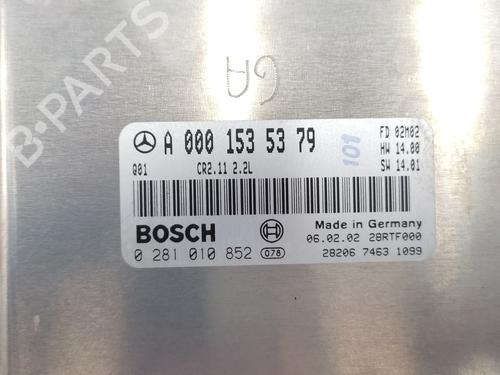 GA
A 000 153 53 79
101
FD 02M02
HW 14.00
SW 14.01
Q01
CR2.11 2.2L
BOSCH
Made in Germany
0 281 010 852
078
06.02.02 28RTF000
28206 7463 1099
B-PARTS